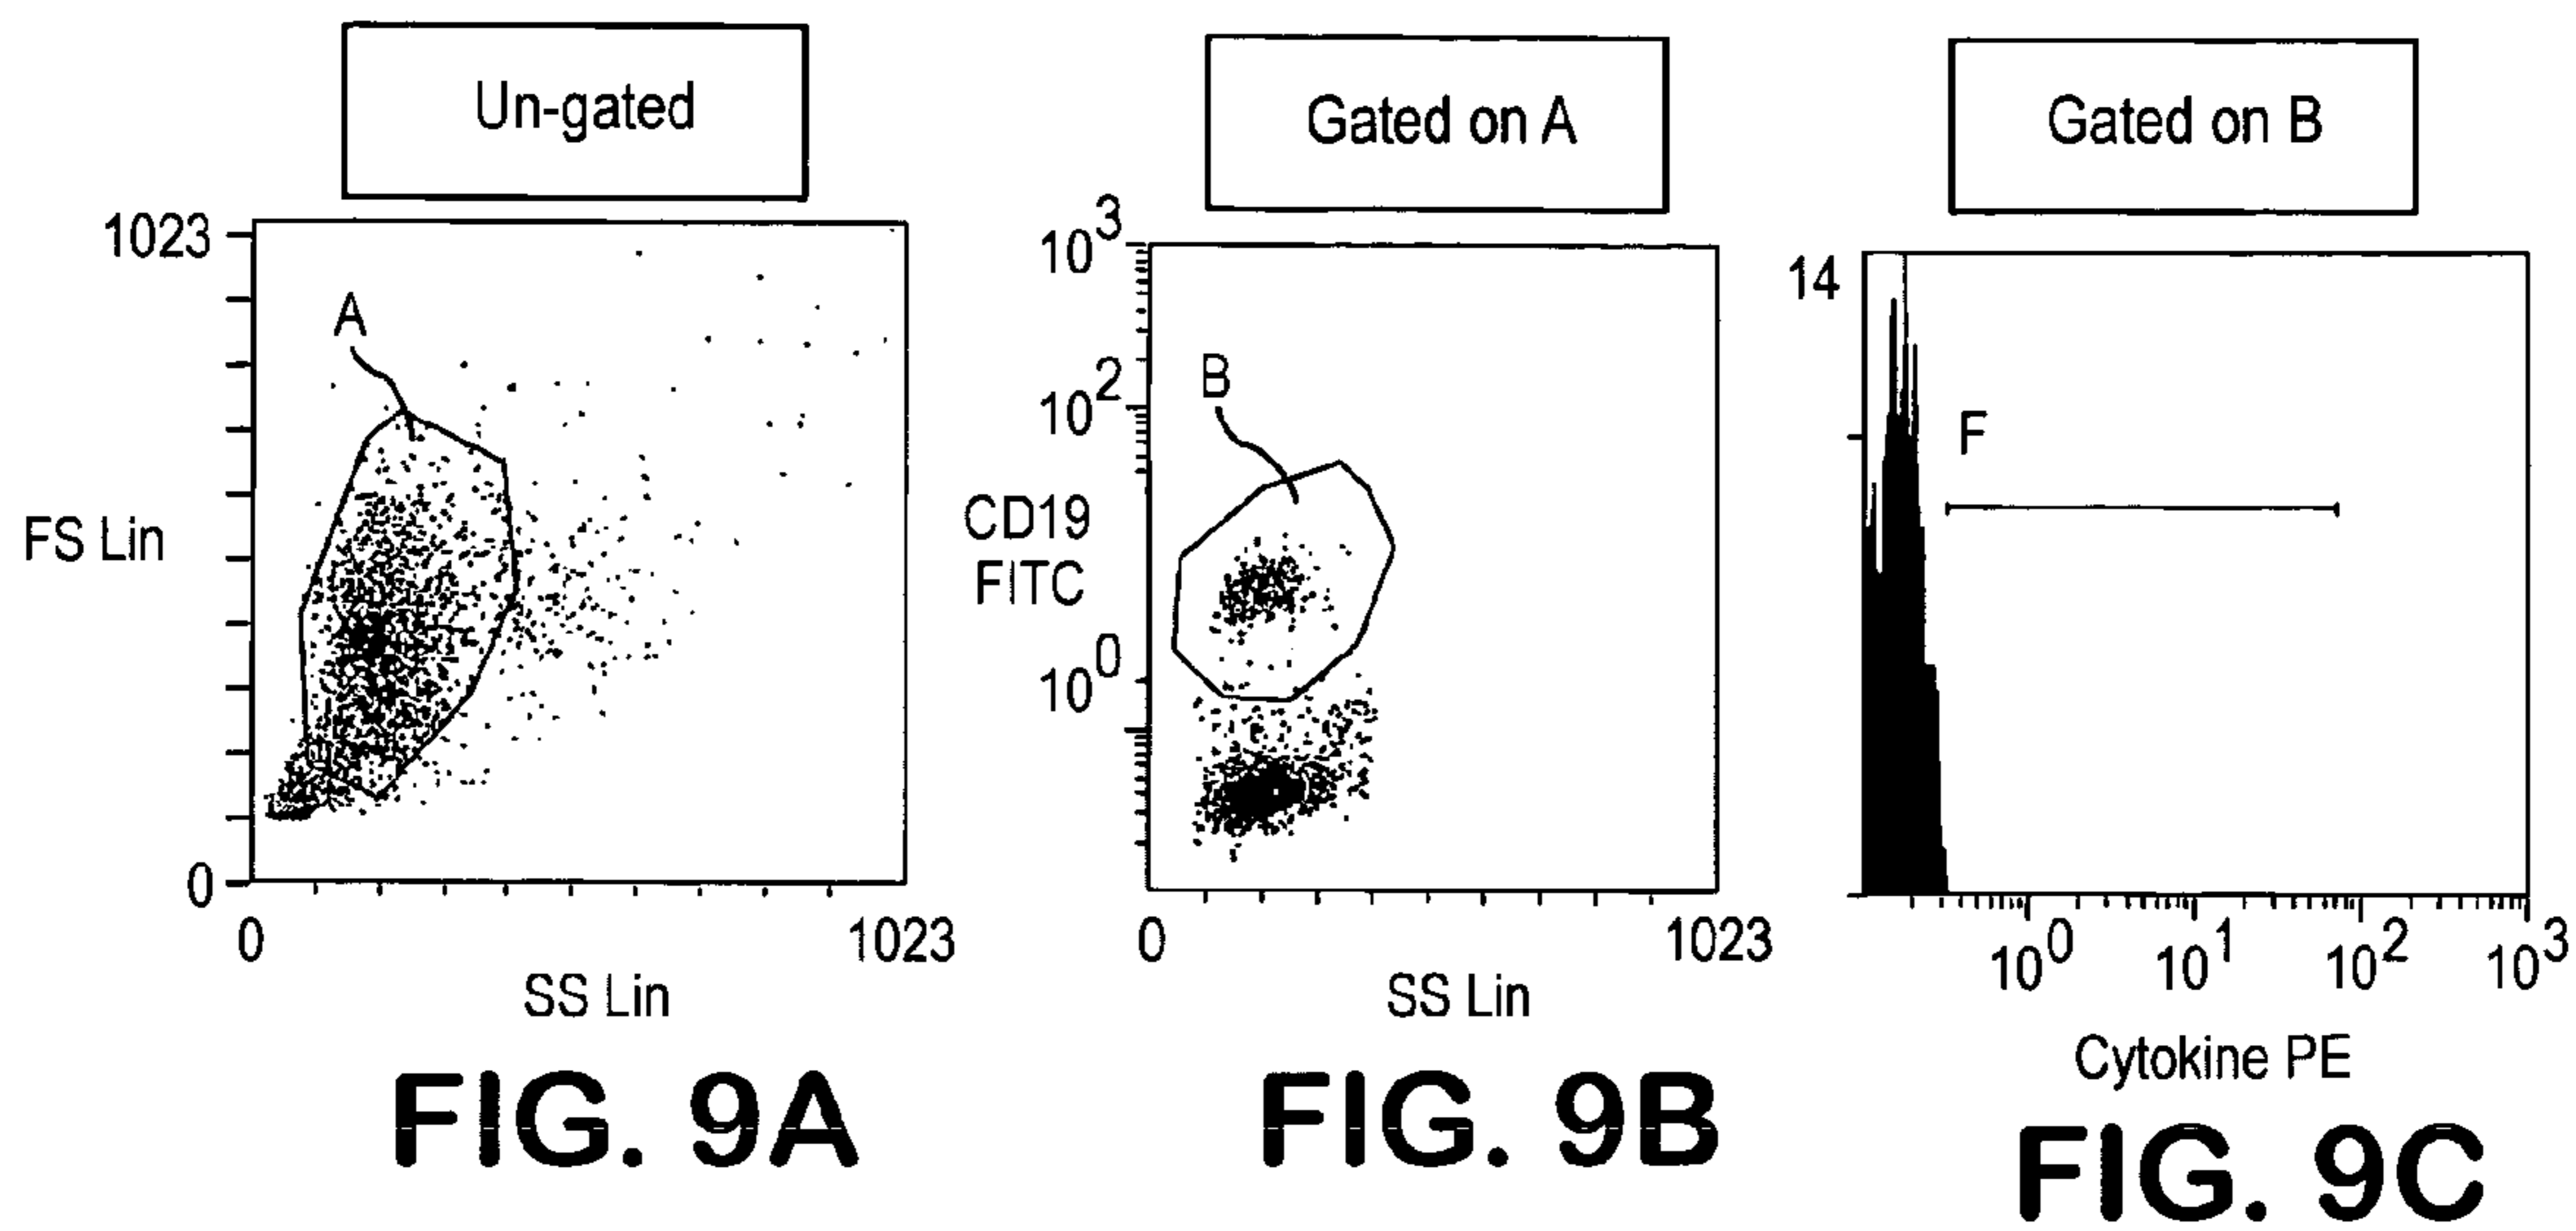 Un-gated
1023
A
FS Lin
0
0 1023
SS Lin
FIG. 9A
Gated on A
10^3
B
10^2
CD19
FITC
10^0
0 1023
SS Lin
FIG. 9B
Gated on B
14
F
10^0 10^1 10^2 10^3
Cytokine PE
FIG. 9C